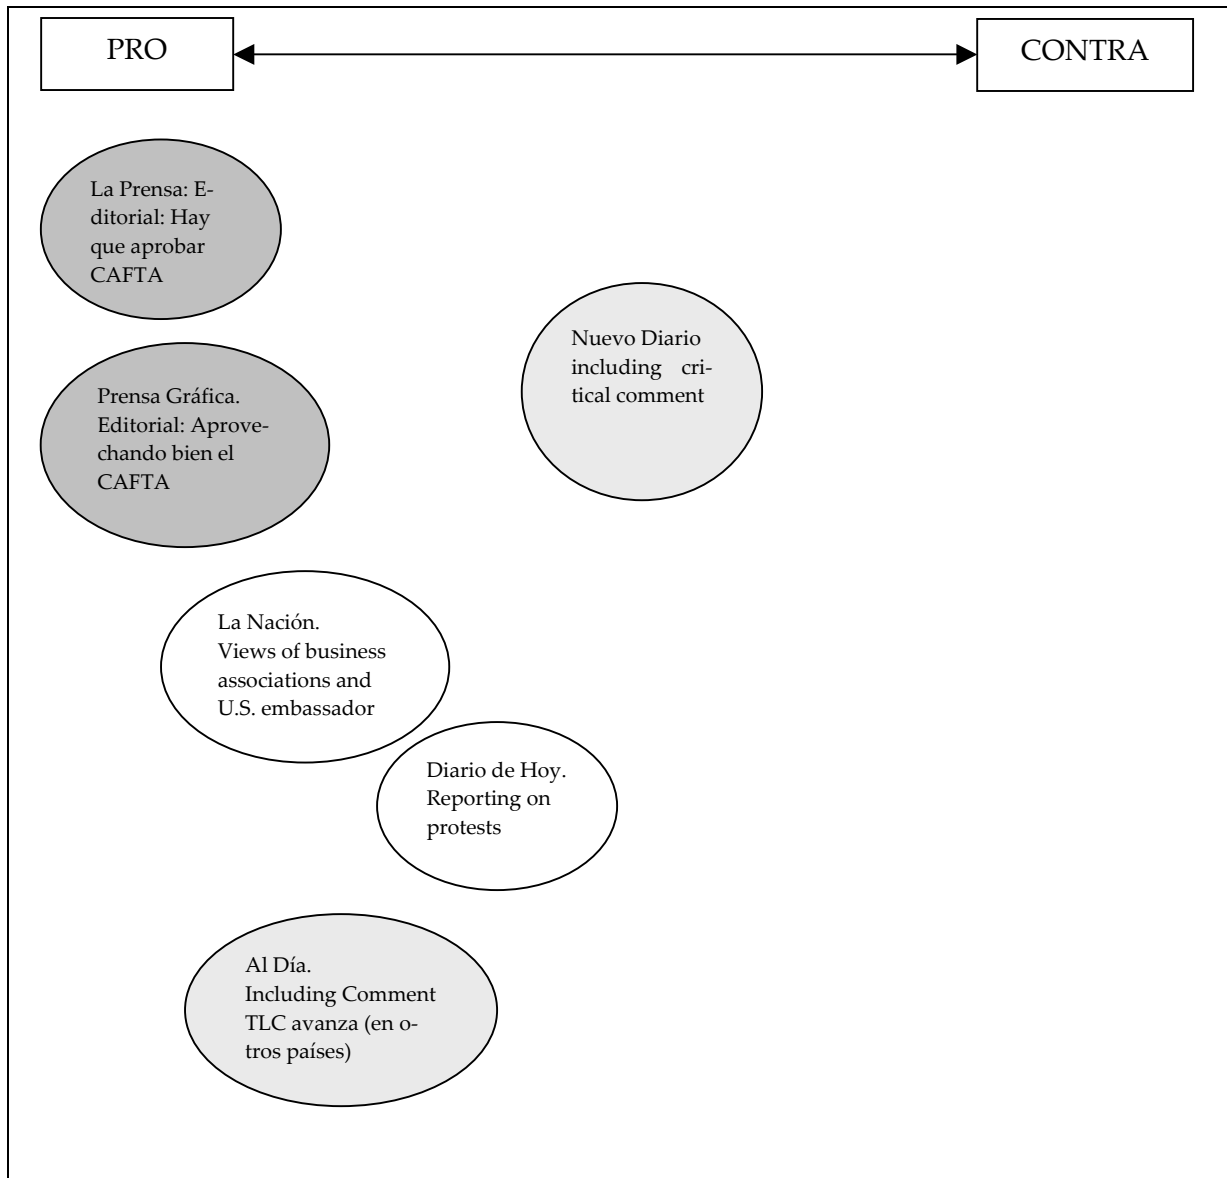 PRO
CONTRA
La Prensa: E-
ditorial: Hay
que aprobar
CAFTA
Nuevo Diario
including cri-
tical comment
Prensa Gráfica.
Editorial: Aprove-
chando bien el
CAFTA
La Nación.
Views of business
associations and
U.S. embassador
Diario de Hoy.
Reporting on
protests
Al Día.
Including Comment
TLC avanza (en o-
tros países)